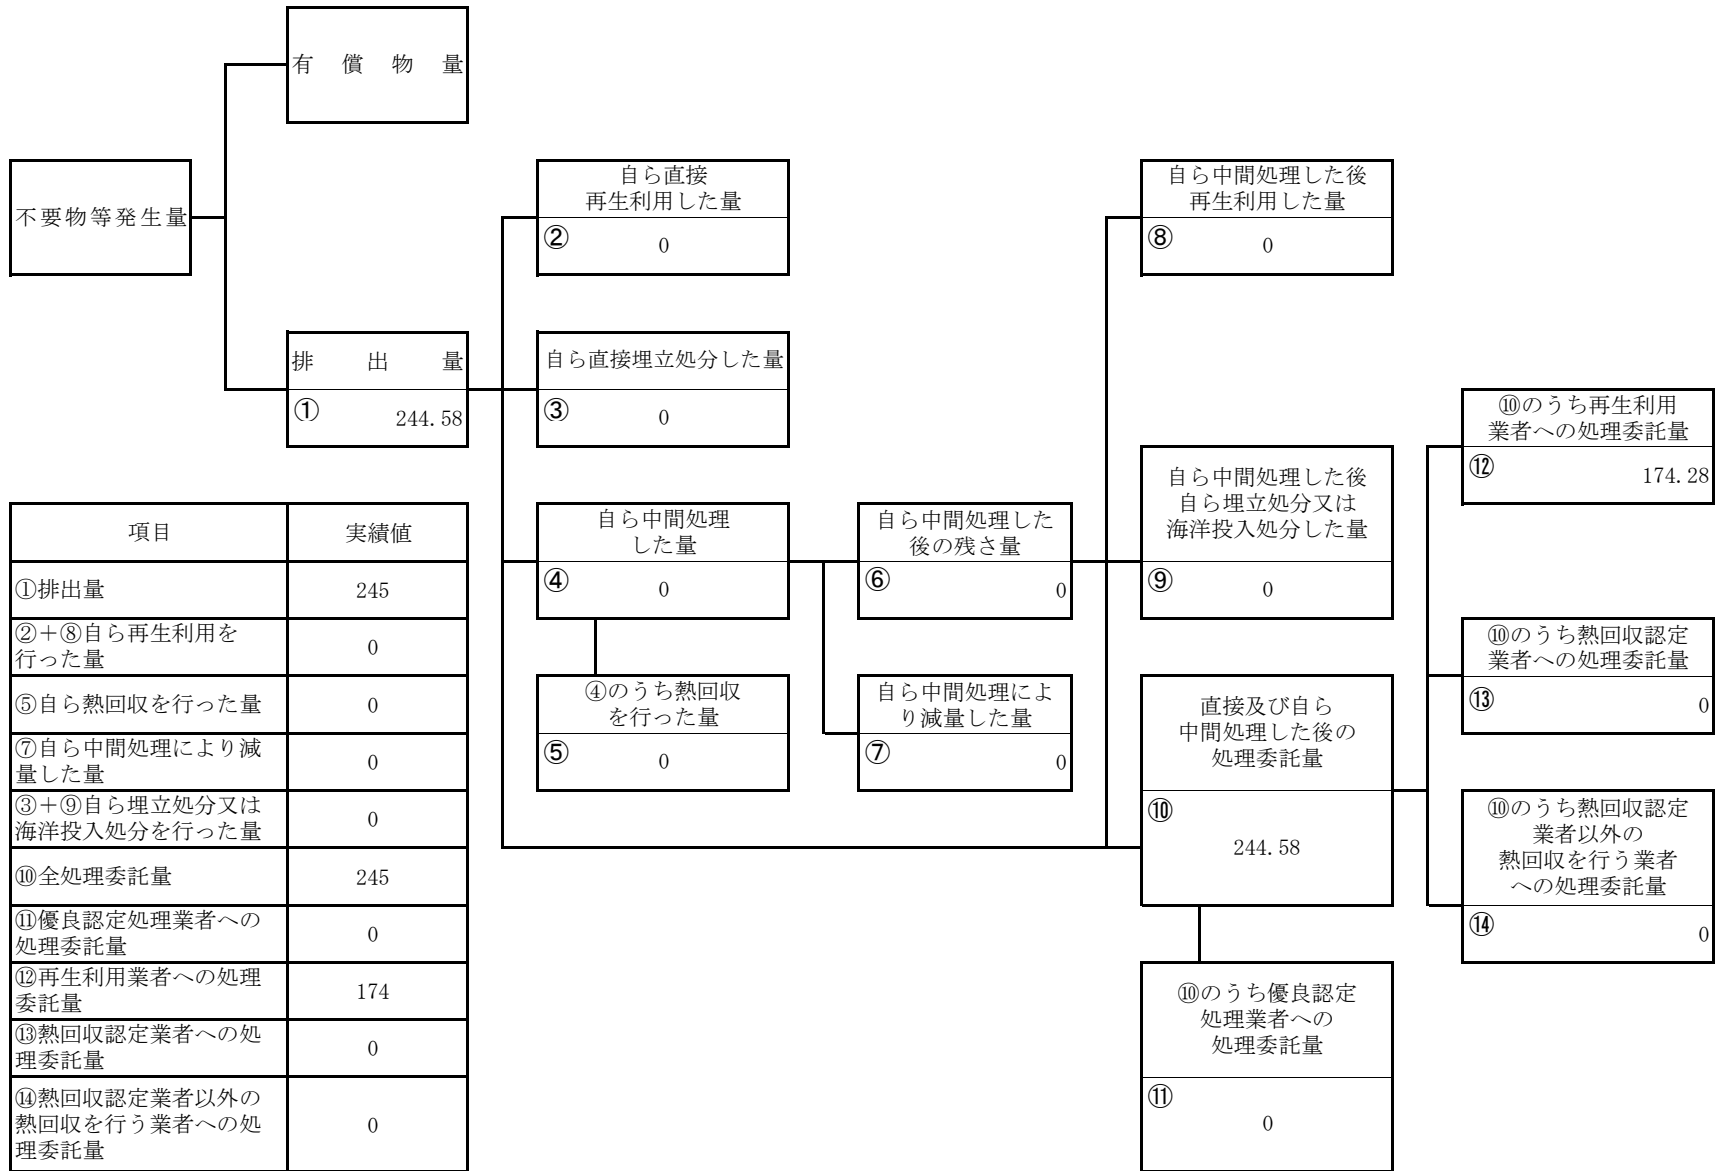 有償物量
不要物等発生量
排出量
① 244.58
自ら直接
再生利用した量
② 0
自ら直接埋立処分した量
③ 0
自ら中間処理
した量
④ 0
④のうち熱回収
を行った量
⑤ 0
自ら中間処理した
後の残さ量
⑥ 0
自ら中間処理によ
り減量した量
⑦ 0
自ら中間処理した後
再生利用した量
⑧ 0
自ら中間処理した後
自ら埋立処分又は
海洋投入処分した量
⑨ 0
直接及び自ら
中間処理した後の
処理委託量
⑩
244.58
⑩のうち優良認定
処理業者への
処理委託量
⑪
0
⑩のうち再生利用
業者への処理委託量
⑫ 174.28
⑩のうち熱回収認定
業者への処理委託量
⑬ 0
⑩のうち熱回収認定
業者以外の
熱回収を行う業者
への処理委託量
⑭ 0
項目 実績値
①排出量 245
②+⑧自ら再生利用を
行った量 0
⑤自ら熱回収を行った量 0
⑦自ら中間処理により減
量した量 0
③+⑨自ら埋立処分又は
海洋投入処分を行った量 0
⑩全処理委託量 245
⑪優良認定処理業者への
処理委託量 0
⑫再生利用業者への処理
委託量 174
⑬熱回収認定業者への処
理委託量 0
⑭熱回収認定業者以外の
熱回収を行う業者への処
理委託量 0